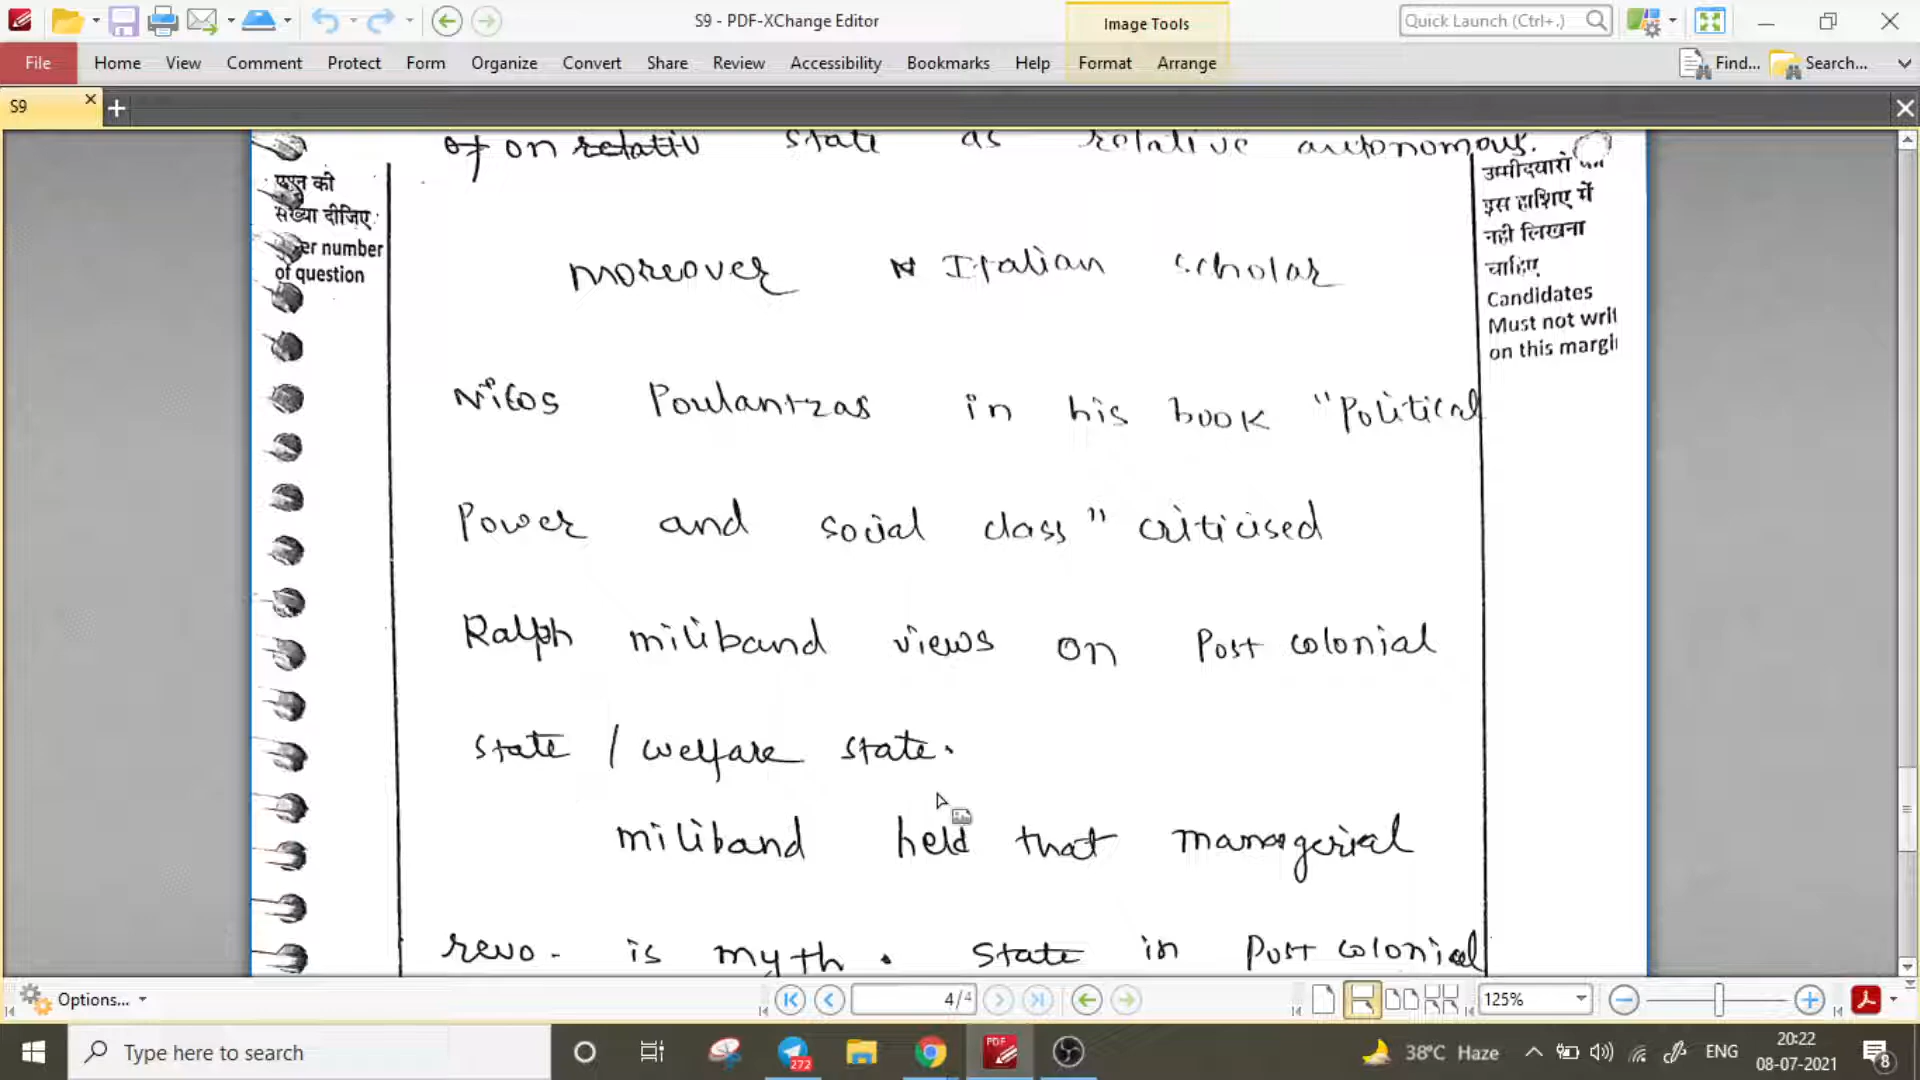 S9 - PDF-XChange Editor
Image Tools
Quick Launch (Ctrl+.)
File Home View Comment Protect Form Organize Convert Share Review Accessibility Bookmarks Help Format Arrange
Find... Search...
S9
of on relativ state as relative autonomous.
प्रश्न की
संख्या दीजिए
er number
of question
उम्मीदवारों
इस हाशिए में
नही लिखना
चाहिए
Candidates
Must not writ
on this margi
moreover Italian scholar
Nicos Poulantzas in his book "Political
Power and social class" criticised
Ralph miliband views on Post colonial
state / welfare state.
miliband held that managerial
revo. is myth. State in Post colonial
Options...
4/4
125%
Type here to search
272
38°C Haze
ENG
20:22
08-07-2021
8